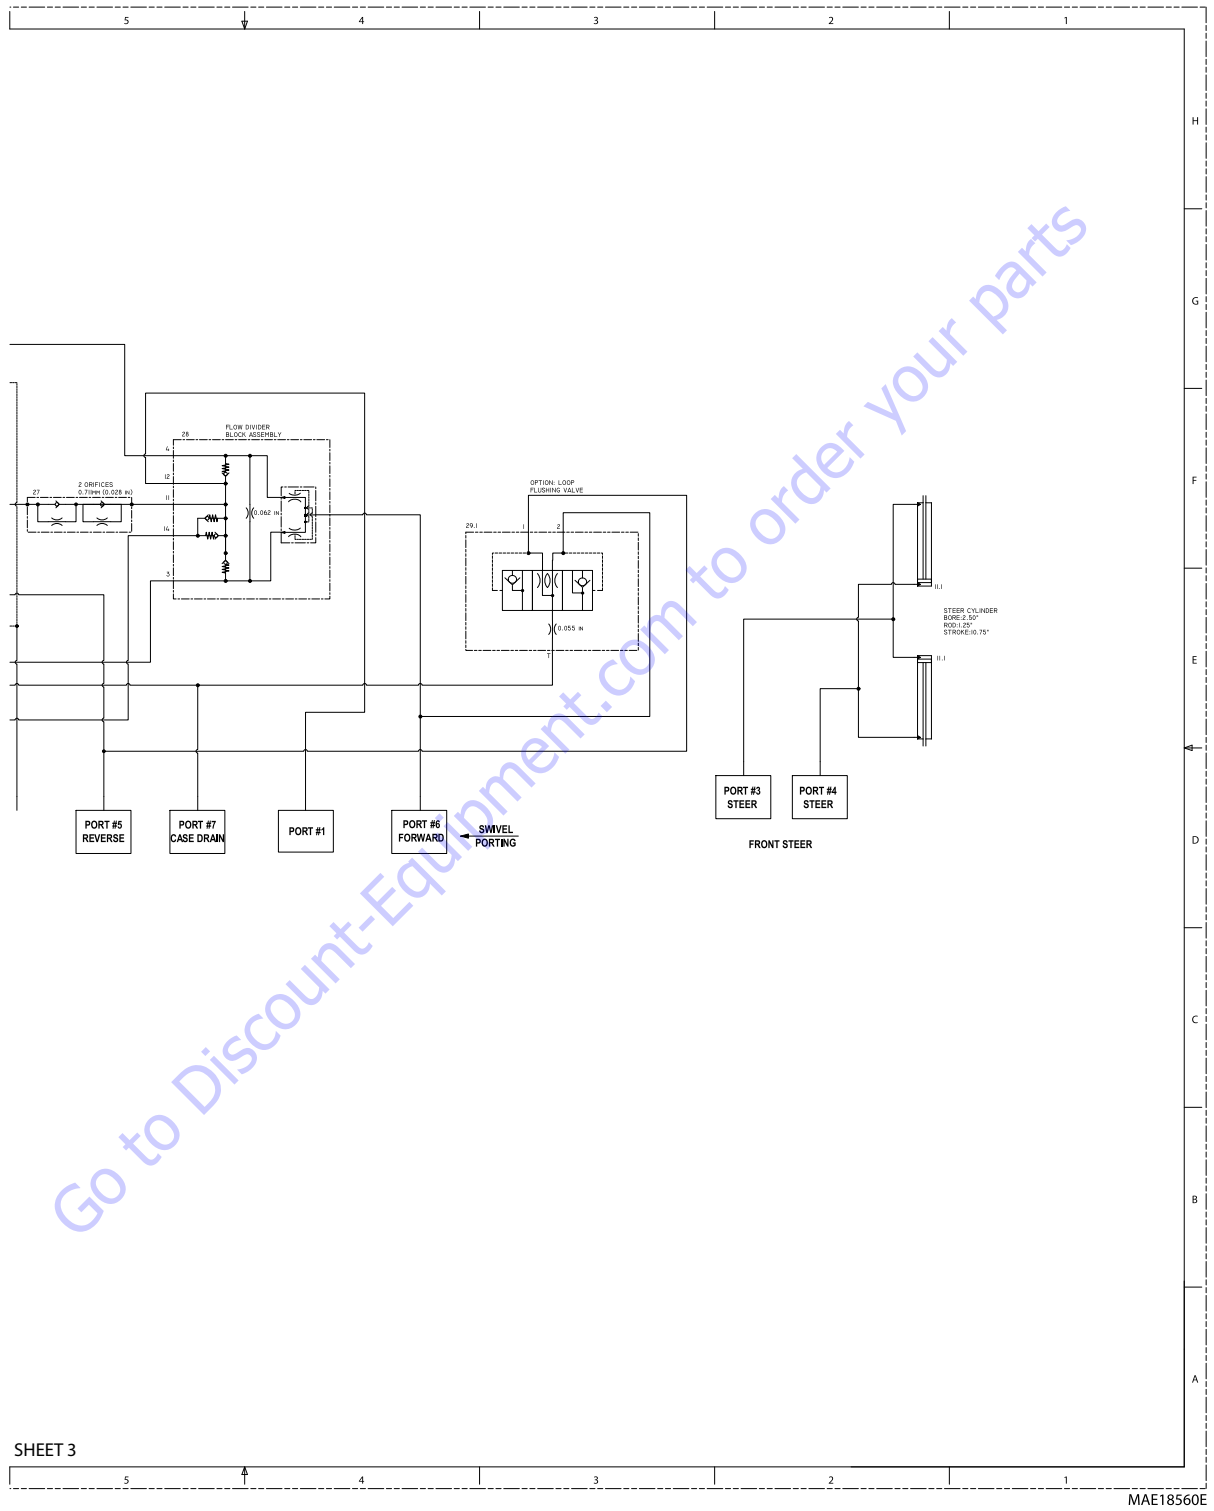 5 4 3 2 1
H
G
FLOW DIVIDER
BLOCK ASSEMBLY
28
4
12
11
14
3
0.062 IN
2 ORIFICES
0.711MM (0.028 IN)
27
OPTION: LOOP
FLUSHING VALVE
29.1 1 2
0.055 IN
T
F
11.1
STEER CYLINDER
BORE:2.50"
ROD:1.25"
STROKE:10.75"
11.1
E
PORT #3
STEER
PORT #4
STEER
FRONT STEER
PORT #5
REVERSE
PORT #7
CASE DRAIN
PORT #1
PORT #6
FORWARD
SWIVEL
PORTING
D
C
B
A
Go to Discount-Equipment.com to order your parts
SHEET 3
5 4 3 2 1
MAE18560E